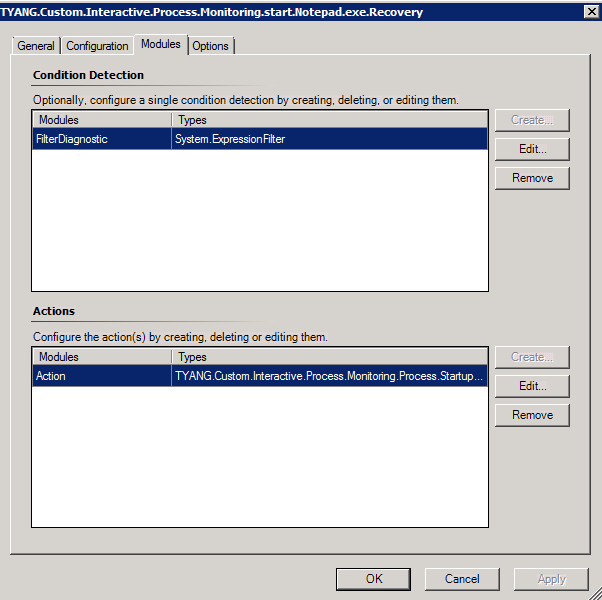 TYANG.Custom.Interactive.Process.Monitoring.start.Notepad.exe.Recovery
General Configuration Modules Options
Condition Detection
Optionally, configure a single condition detection by creating, deleting, or editing them.
Modules Types Create...
FilterDiagnostic System.ExpressionFilter
Edit...
Remove
Actions
Configure the action(s) by creating, deleting or editing them.
Modules Types Create...
Action TYANG.Custom.Interactive.Process.Monitoring.Process.Startup...
Edit...
Remove
OK Cancel Apply